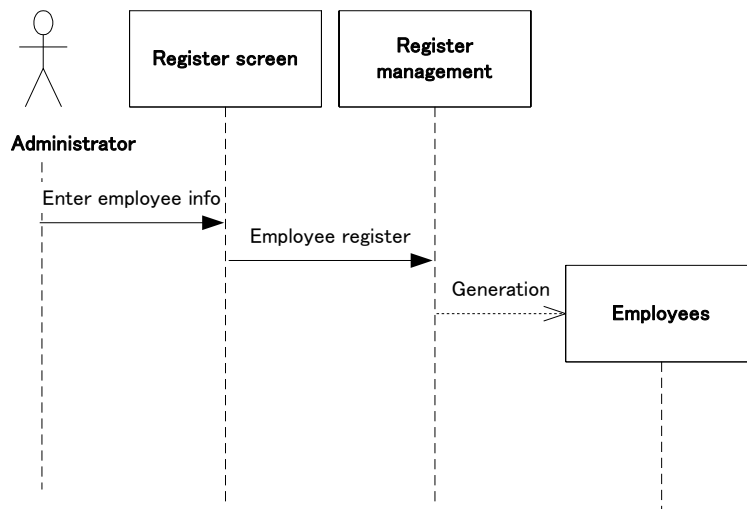 Register screen
Register
management
Administrator
Enter employee info
Employee register
Generation
Employees